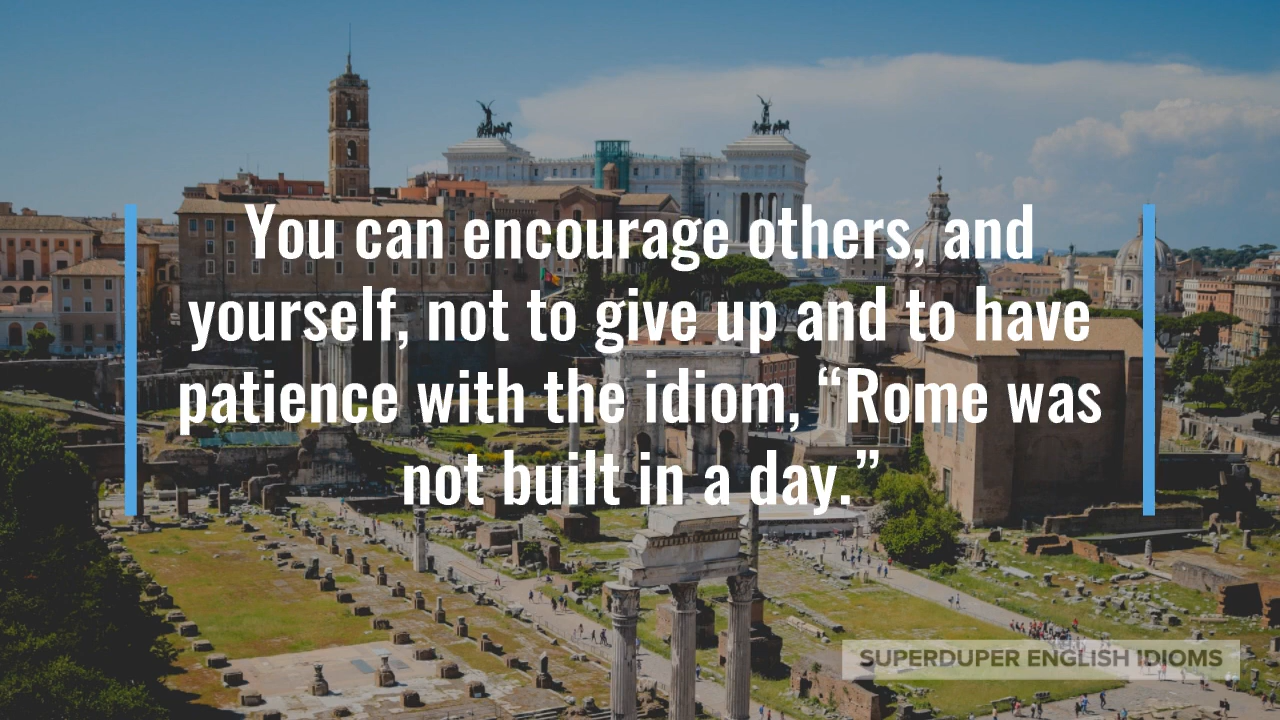 You can encourage others, and
yourself, not to give up and to have
patience with the idiom, “Rome was
not built in a day.”
SUPERDUPER ENGLISH IDIOMS